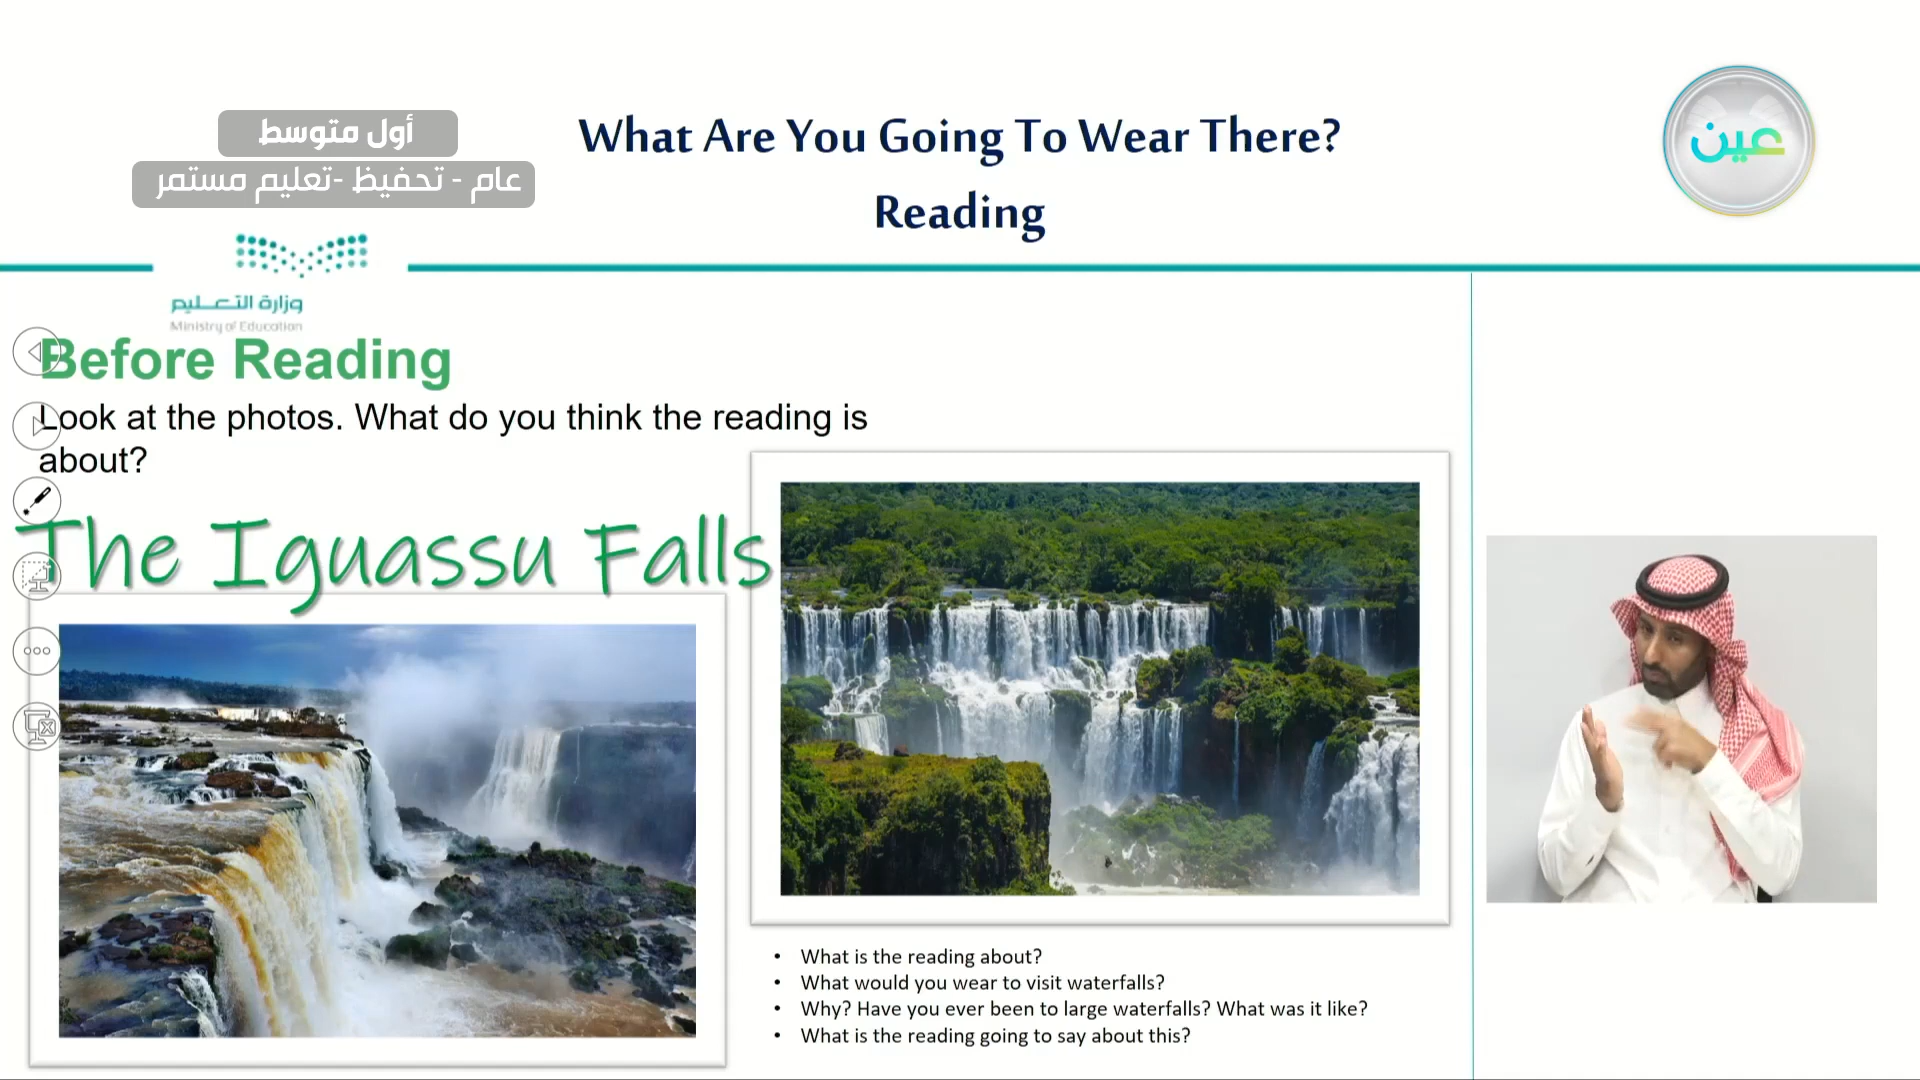 أول متوسط
عام - تحفيظ -تعليم مستمر
What Are You Going To Wear There?
Reading
عين
وزارة التعليم
Ministry of Education
Before Reading
Look at the photos. What do you think the reading is
about?
The Iguassu Falls
• What is the reading about?
• What would you wear to visit waterfalls?
• Why? Have you ever been to large waterfalls? What was it like?
• What is the reading going to say about this?